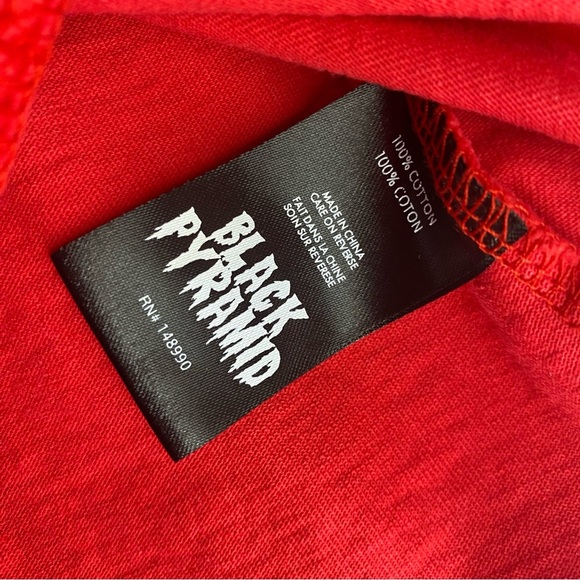 100% COTTON
100% COTON
MADE IN CHINA
CARE ON REVERSE
FAIT DANS LA CHINE
SOIN SUR REVERESE
BLACK
PYRAMID
RN# 148990